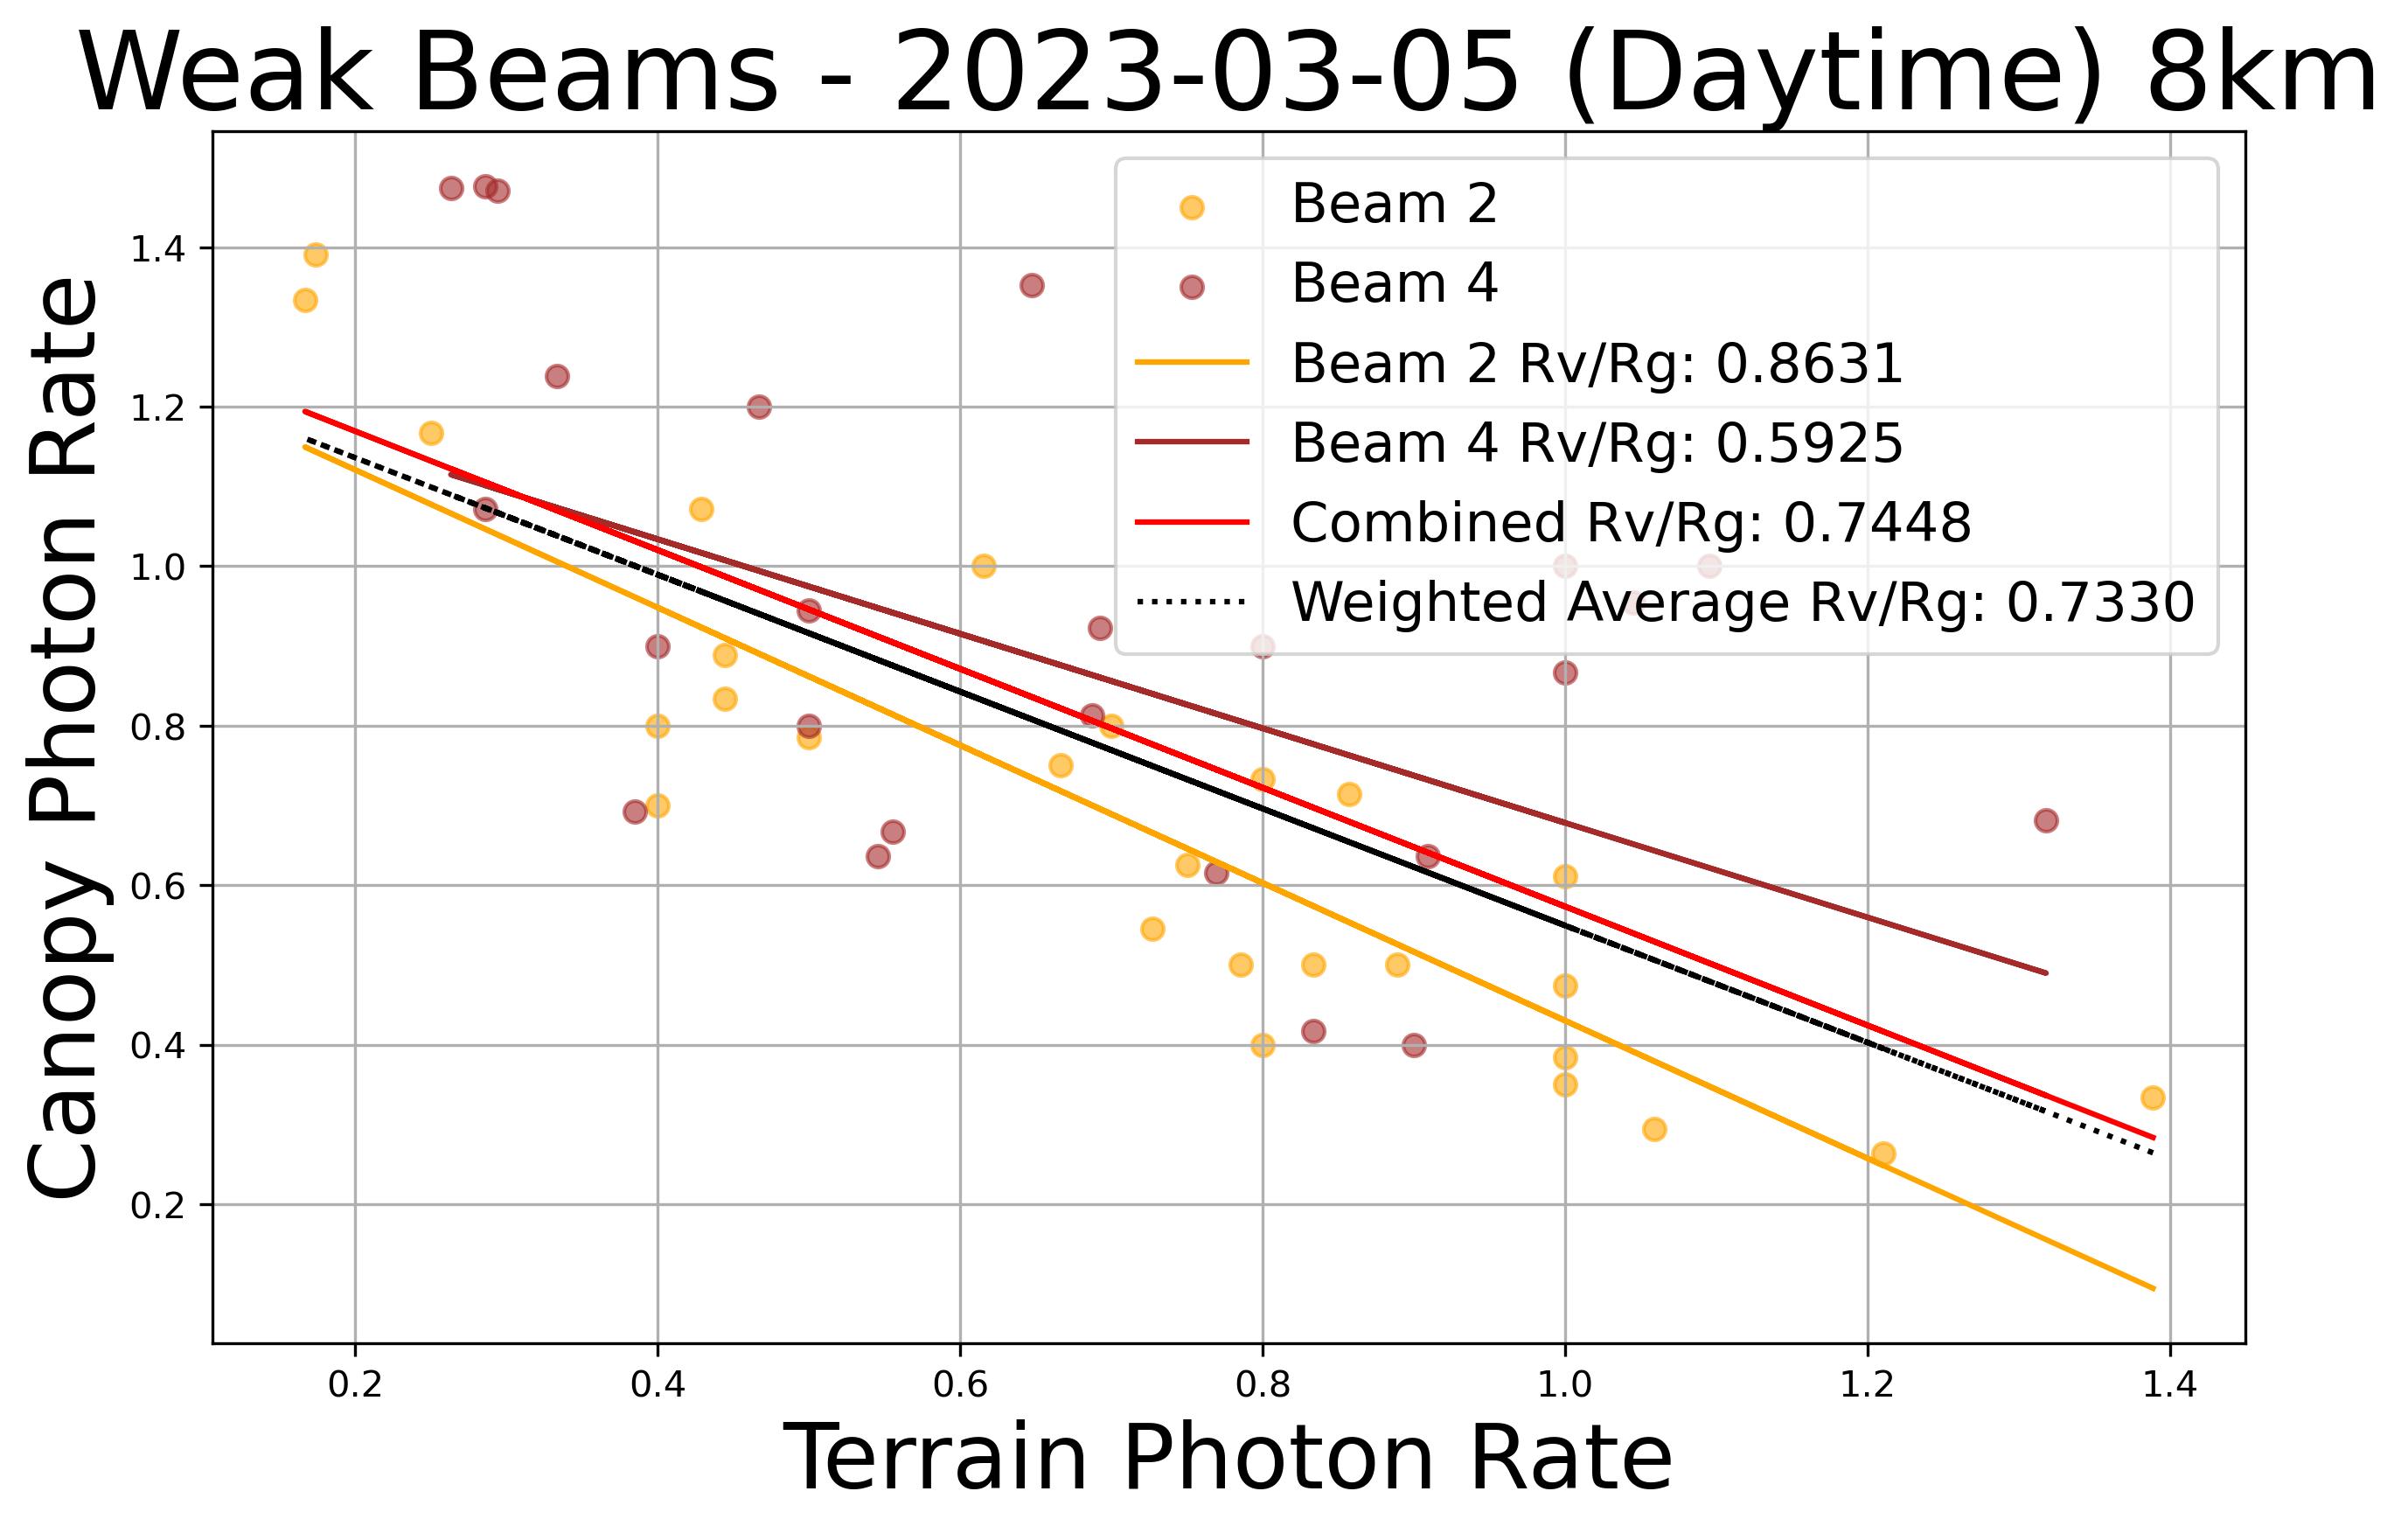 Weak Beams - 2023-03-05 (Daytime) 8km
Canopy Photon Rate
1.4
1.2
1.0
0.8
0.6
0.4
0.2
Beam 2
Beam 4
Beam 2 Rv/Rg: 0.8631
Beam 4 Rv/Rg: 0.5925
Combined Rv/Rg: 0.7448
Weighted Average Rv/Rg: 0.7330
0.2 0.4 0.6 0.8 1.0 1.2 1.4
Terrain Photon Rate